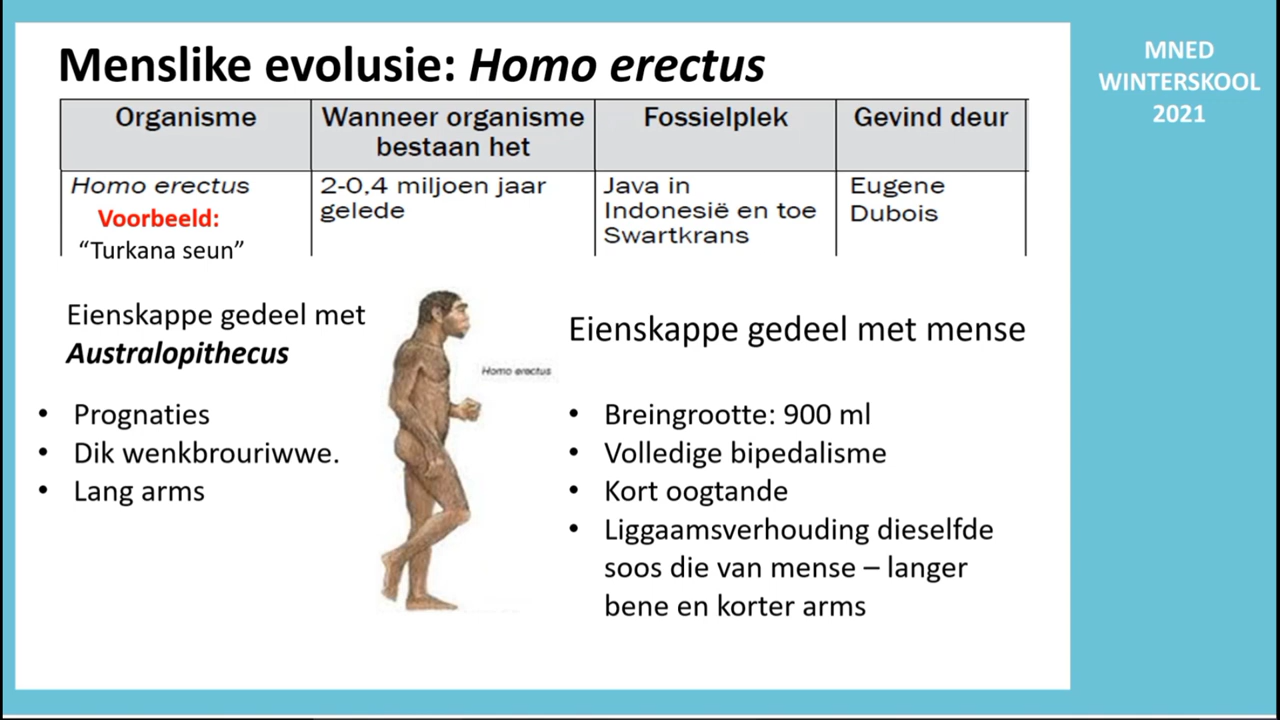 Menslike evolusie: Homo erectus
MNED
WINTERSKOOL
2021
Organisme
Wanneer organisme
bestaan het
Fossielplek
Gevind deur
Homo erectus
Voorbeeld:
“Turkana seun”
2-0,4 miljoen jaar
gelede
Java in
Indonesië en toe
Swartkrans
Eugene
Dubois
Eienskappe gedeel met
Australopithecus
• Prognaties
• Dik wenkbrouriwwe.
• Lang arms
Homo erectus
Eienskappe gedeel met mense
• Breingrootte: 900 ml
• Volledige bipedalisme
• Kort oogtande
• Liggaamsverhouding dieselfde
soos die van mense – langer
bene en korter arms